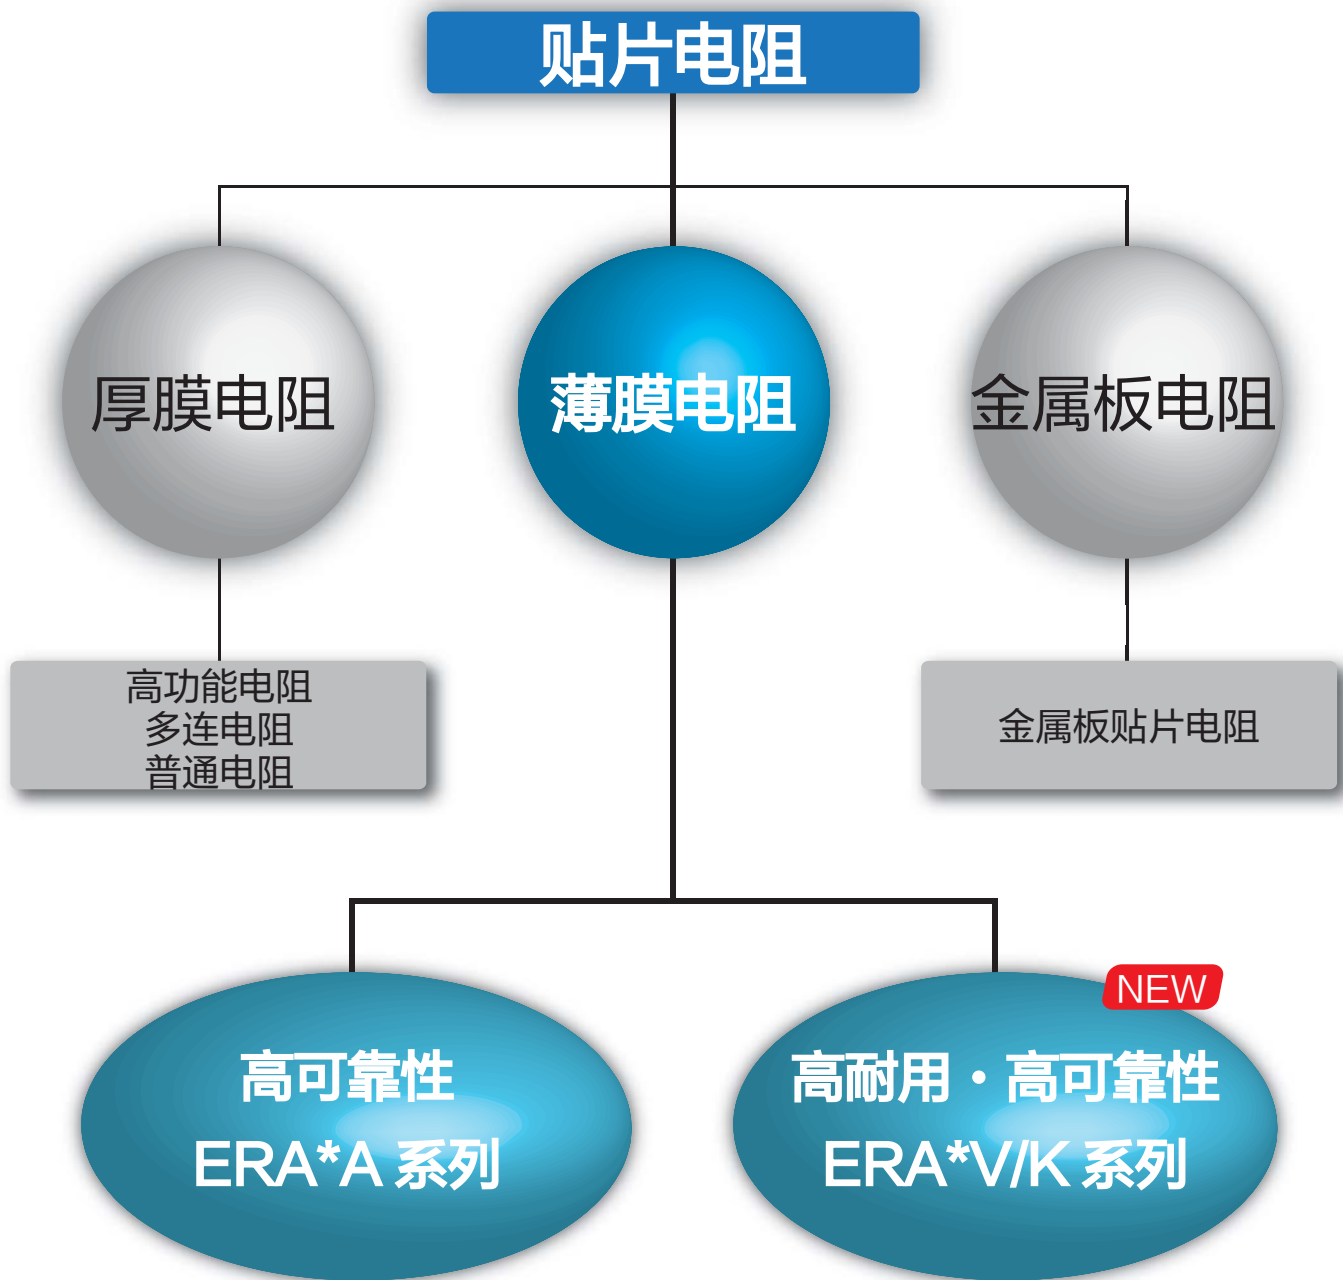 贴片电阻
厚膜电阻
薄膜电阻
金属板电阻
高功能电阻
多连电阻
普通电阻
金属板贴片电阻
高可靠性
ERA*A 系列
NEW
高耐用・高可靠性
ERA*V/K 系列